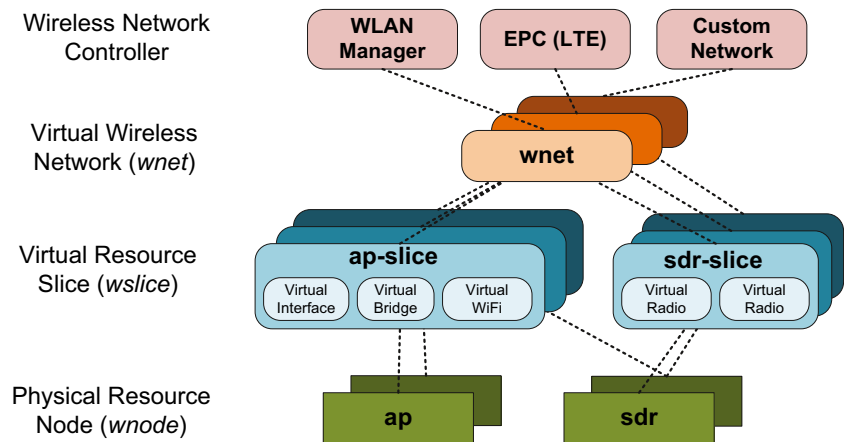 Wireless Network
Controller
WLAN
Manager
EPC (LTE)
Custom
Network
Virtual Wireless
Network (wnet)
wnet
Virtual Resource
Slice (wslice)
ap-slice
Virtual
Interface
Virtual
Bridge
Virtual
WiFi
sdr-slice
Virtual
Radio
Virtual
Radio
Physical Resource
Node (wnode)
ap
sdr